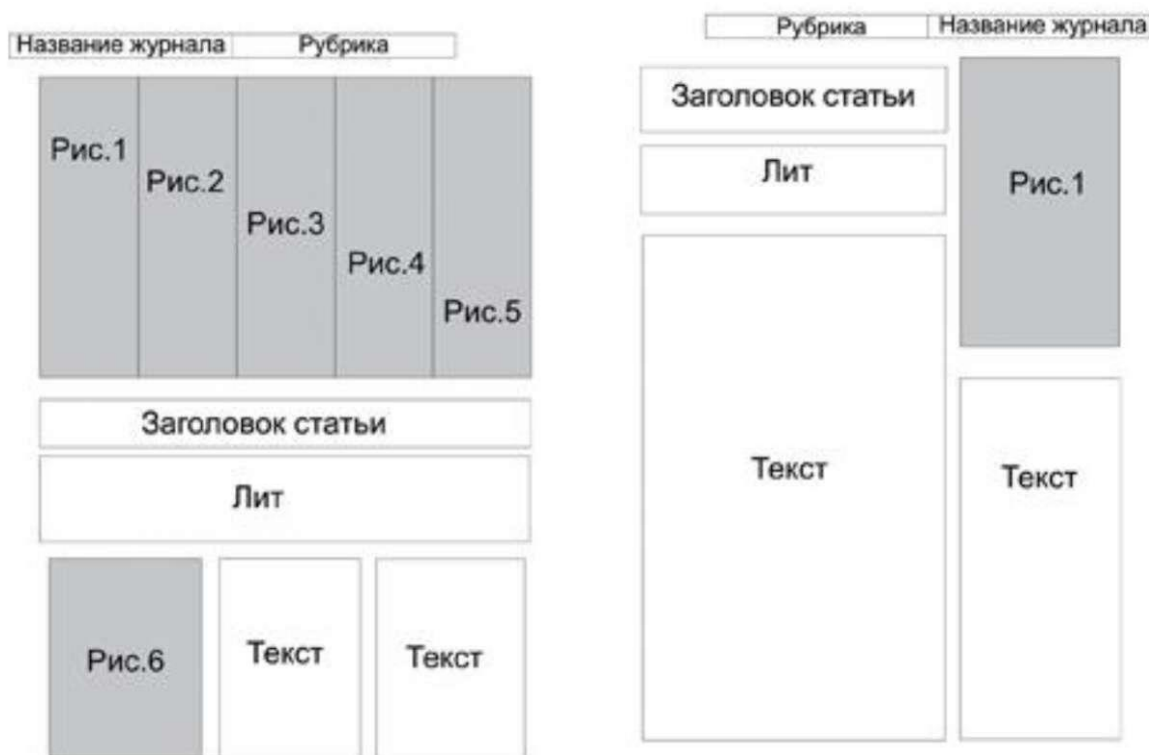 Название журнала Рубрика
Рис.1
Рис.2
Рис.3
Рис.4
Рис.5
Заголовок статьи
Лит
Рис.6
Текст
Текст
Рубрика Название журнала
Заголовок статьи
Лит
Рис.1
Текст
Текст